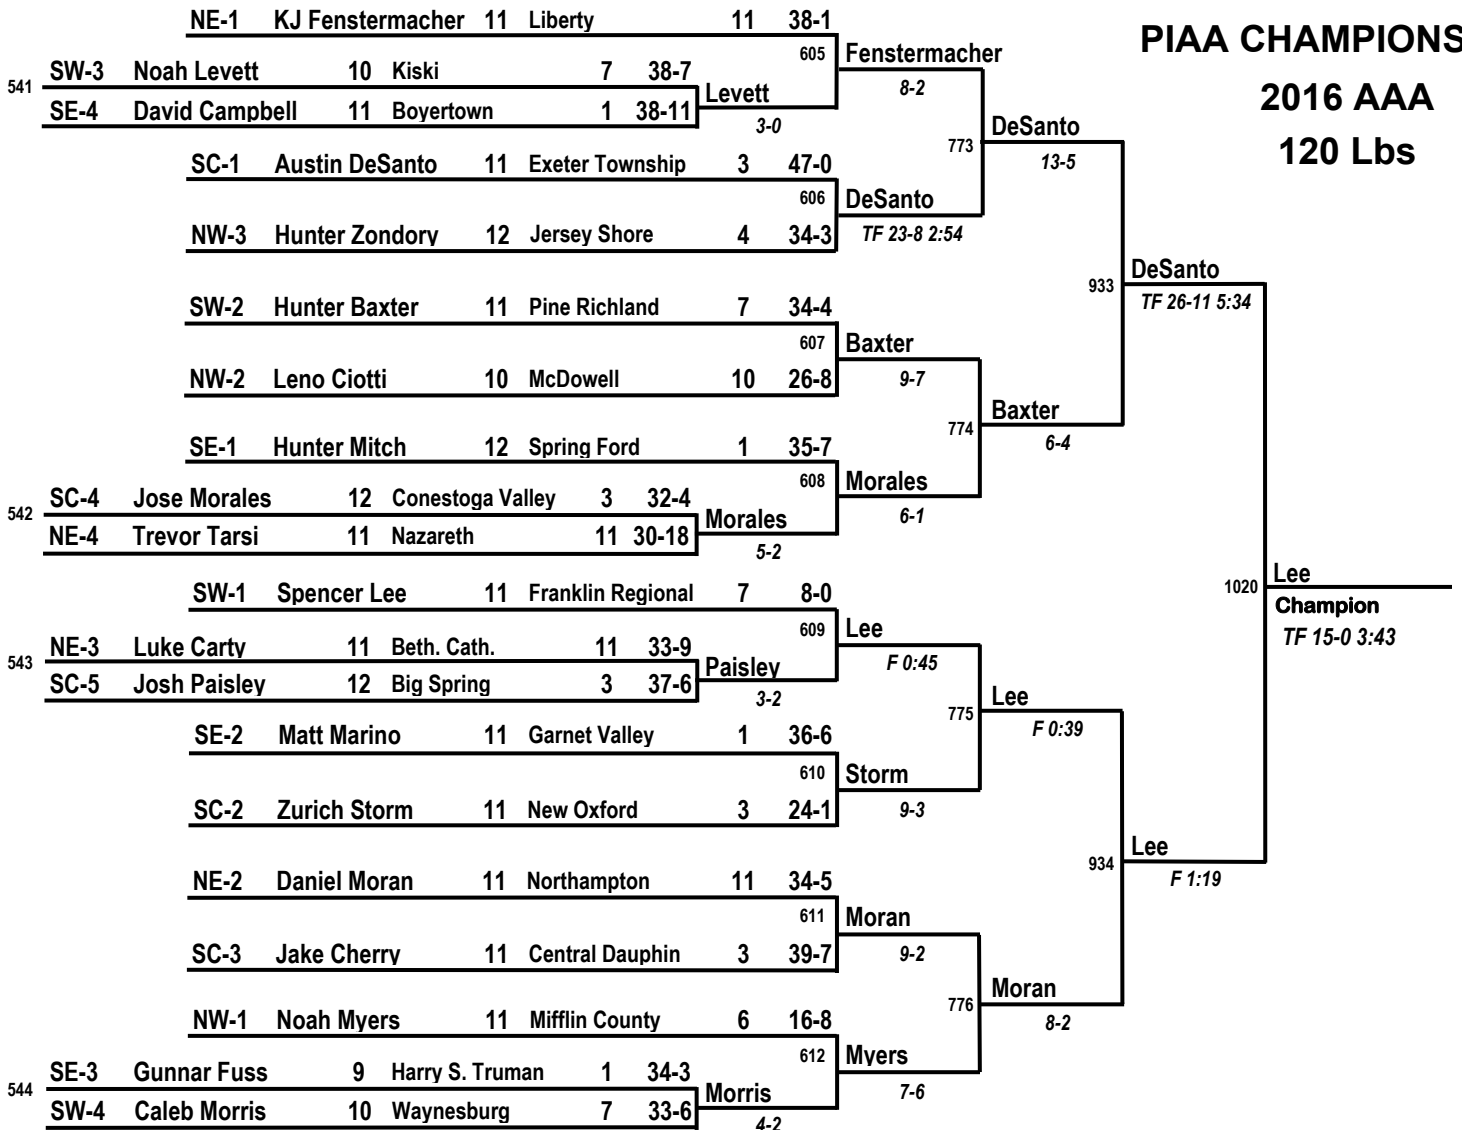 NE-1 KJ Fenstermacher 11 Liberty 11 38-1
PIAA CHAMPIONS
605 Fenstermacher
541 SW-3 Noah Levett 10 Kiski 7 38-7
8-2
2016 AAA
Levett
SE-4 David Campbell 11 Boyertown 1 38-11
3-0
DeSanto
773
13-5
120 Lbs
SC-1 Austin DeSanto 11 Exeter Township 3 47-0
606 DeSanto
NW-3 Hunter Zondory 12 Jersey Shore 4 34-3
TF 23-8 2:54
DeSanto
933
TF 26-11 5:34
SW-2 Hunter Baxter 11 Pine Richland 7 34-4
607 Baxter
NW-2 Leno Ciotti 10 McDowell 10 26-8
9-7
Baxter
774
6-4
SE-1 Hunter Mitch 12 Spring Ford 1 35-7
608 Morales
542 SC-4 Jose Morales 12 Conestoga Valley 3 32-4
6-1
Morales
NE-4 Trevor Tarsi 11 Nazareth 11 30-18
5-2
Lee
1020
Champion
TF 15-0 3:43
SW-1 Spencer Lee 11 Franklin Regional 7 8-0
609 Lee
543 NE-3 Luke Carty 11 Beth. Cath. 11 33-9
F 0:45
Paisley
SC-5 Josh Paisley 12 Big Spring 3 37-6
3-2
Lee
775
F 0:39
SE-2 Matt Marino 11 Garnet Valley 1 36-6
610 Storm
SC-2 Zurich Storm 11 New Oxford 3 24-1
9-3
Lee
934
F 1:19
NE-2 Daniel Moran 11 Northampton 11 34-5
611 Moran
SC-3 Jake Cherry 11 Central Dauphin 3 39-7
9-2
Moran
776
8-2
NW-1 Noah Myers 11 Mifflin County 6 16-8
612 Myers
544 SE-3 Gunnar Fuss 9 Harry S. Truman 1 34-3
7-6
Morris
SW-4 Caleb Morris 10 Waynesburg 7 33-6
4-2